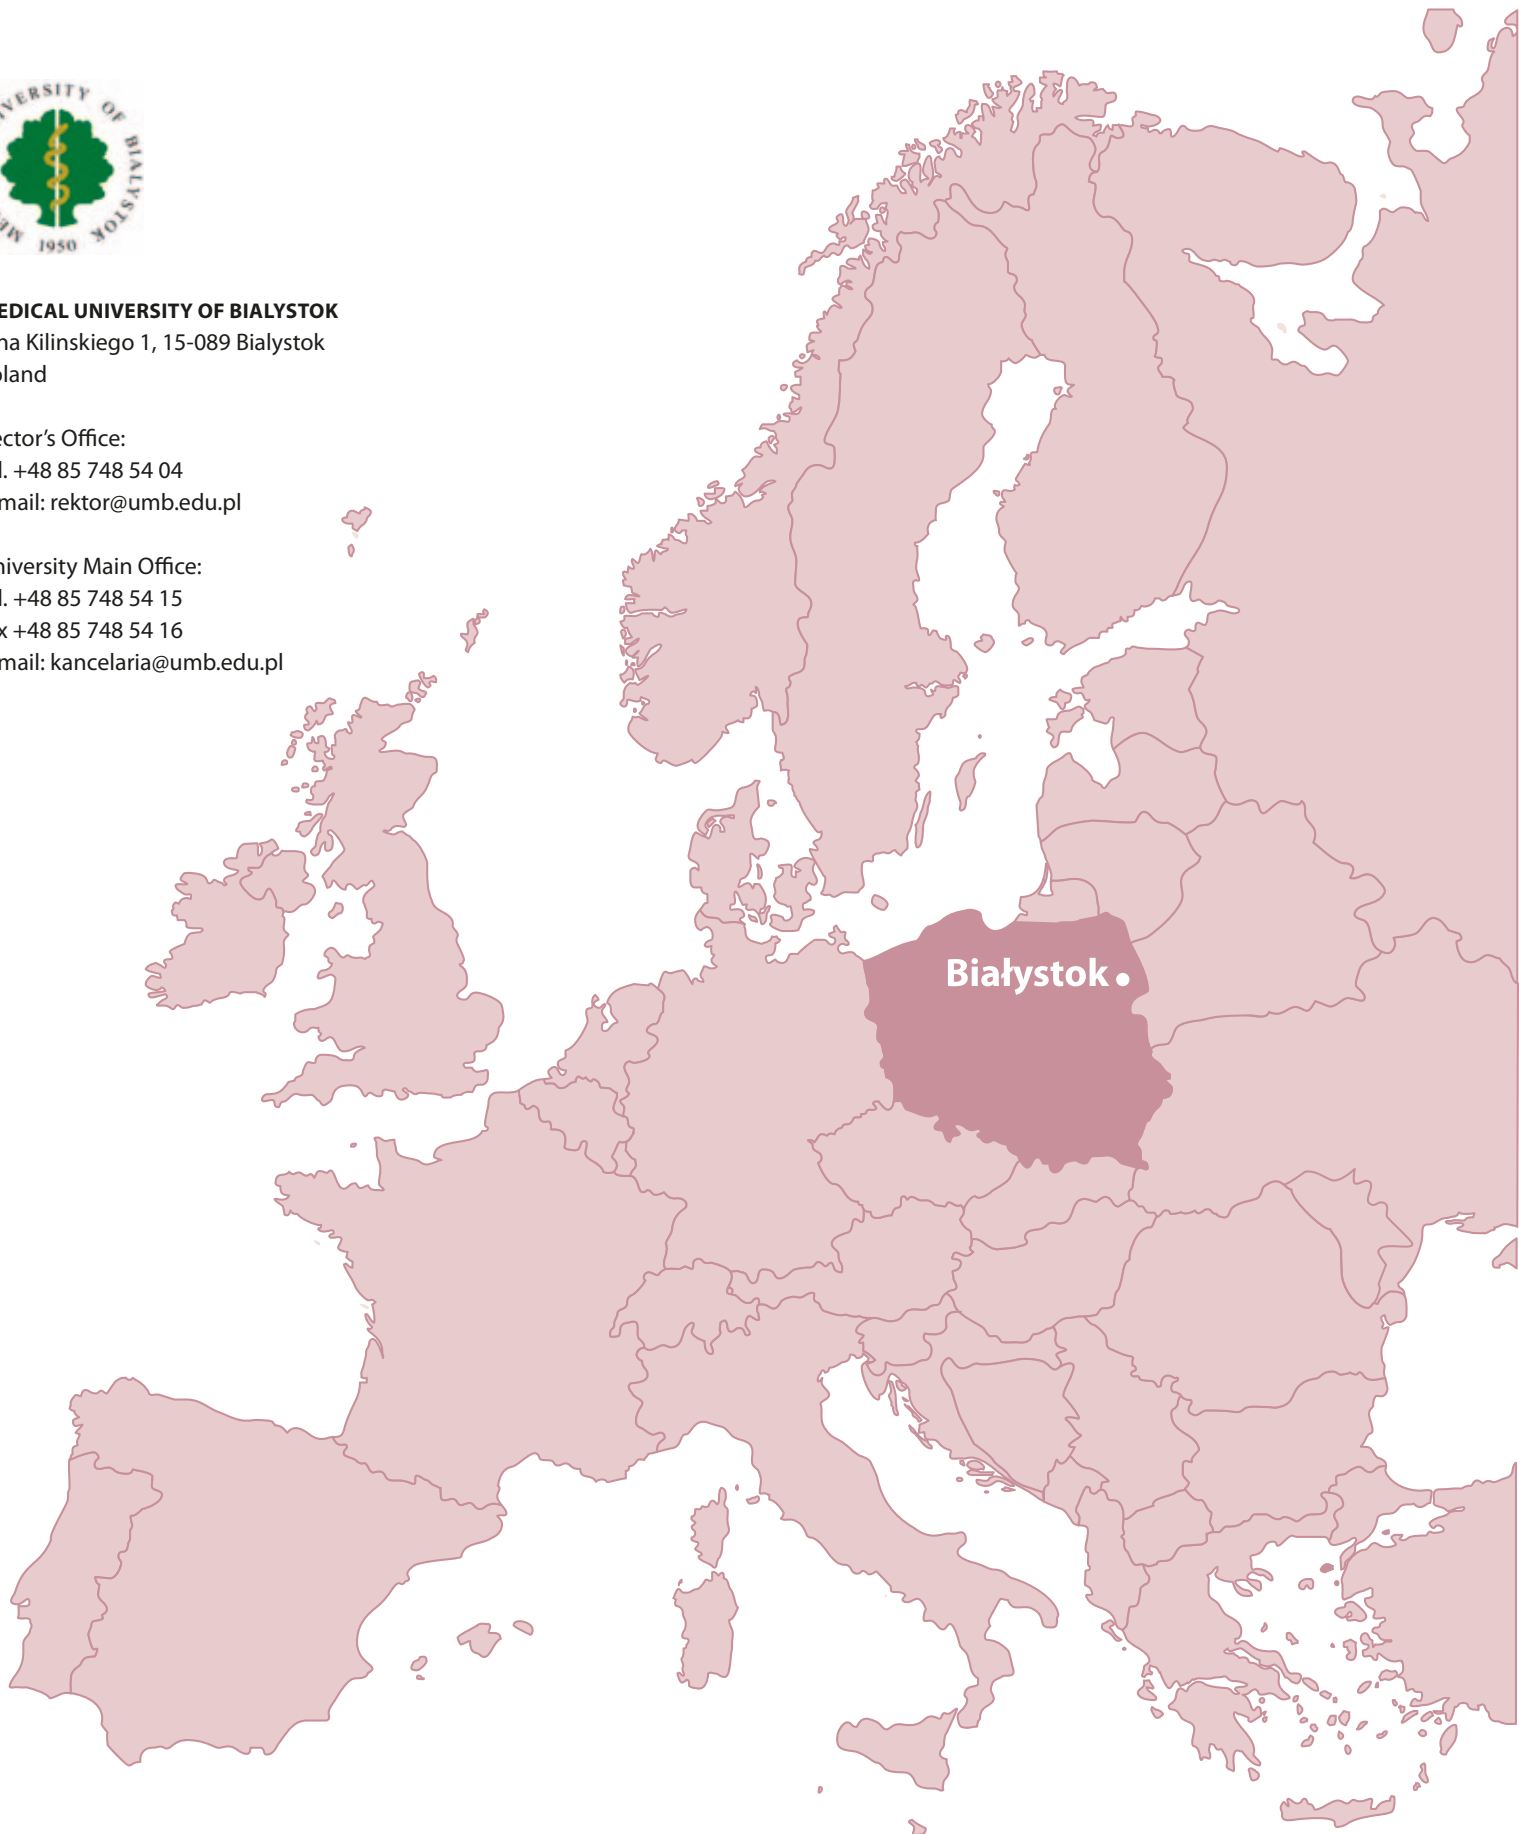 VERSITY OF BIALYSTOK
1950
EDICAL UNIVERSITY OF BIALYSTOK
na Kilinskiego 1, 15-089 Bialystok
oland
ector’s Office:
l. +48 85 748 54 04
mail: rektor@umb.edu.pl
niversity Main Office:
l. +48 85 748 54 15
x +48 85 748 54 16
mail: kancelaria@umb.edu.pl
Białystok